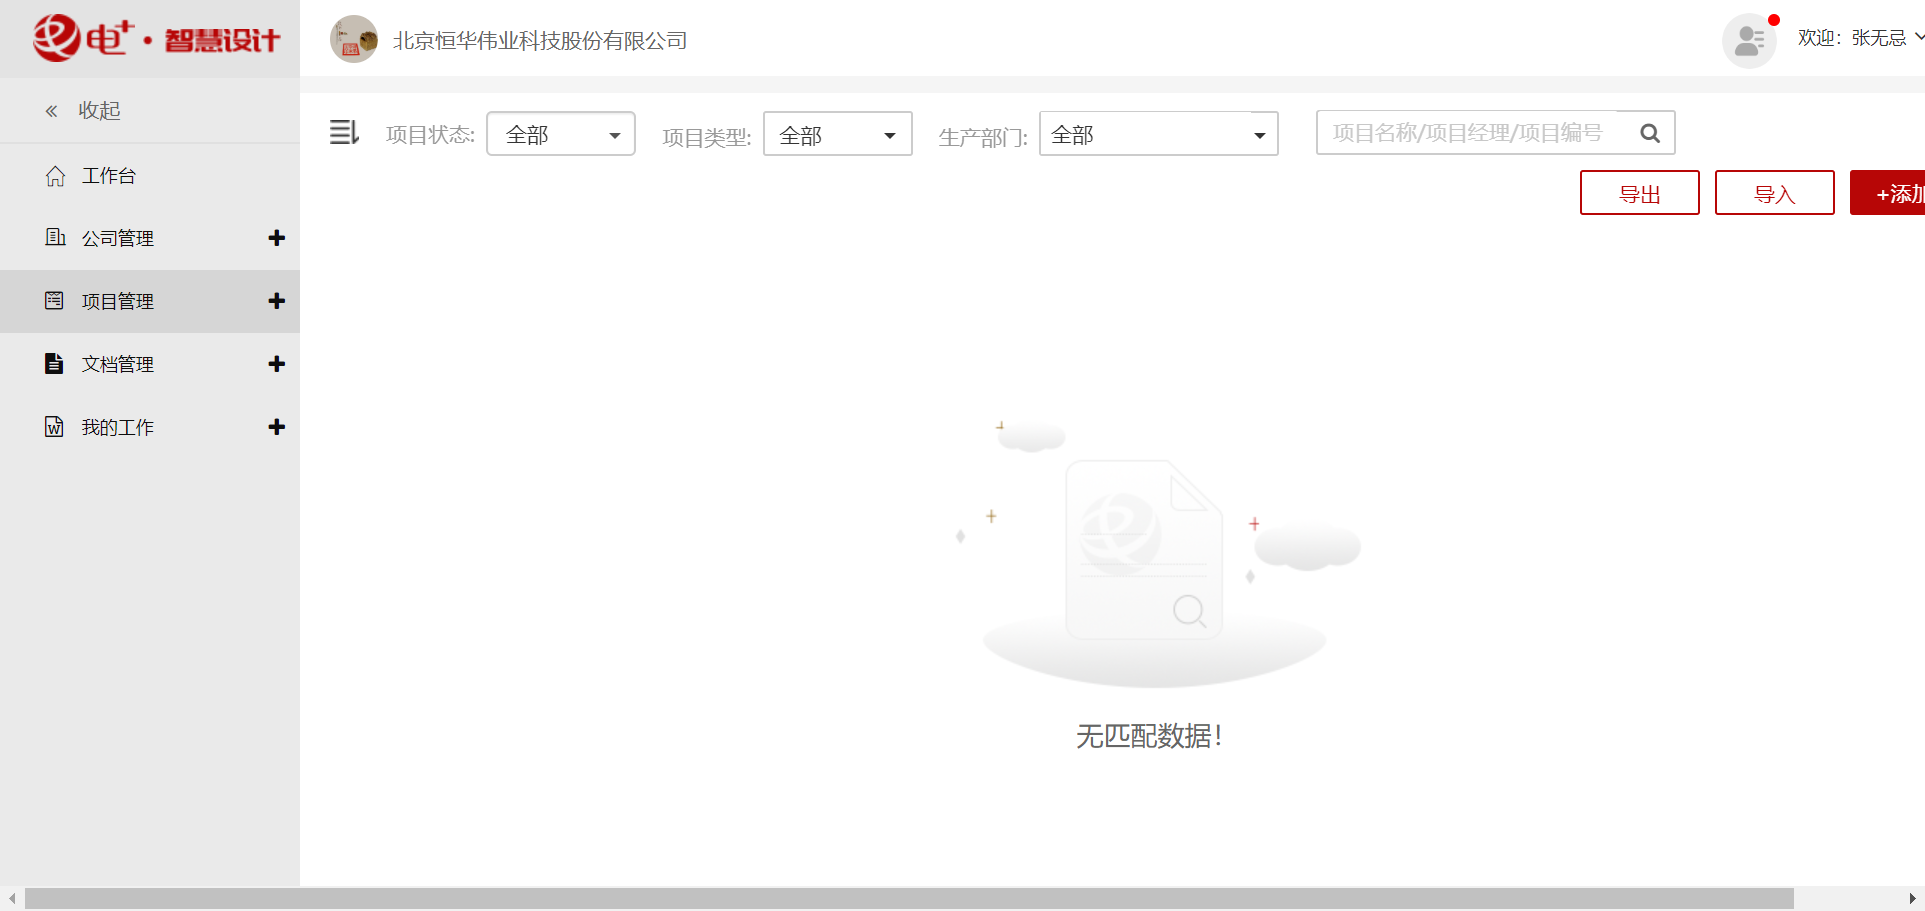 电+·智慧设计
北京恒华伟业科技股份有限公司
欢迎：张无忌
收起
工作台
公司管理
项目管理
文档管理
我的工作
项目状态: 全部
项目类型: 全部
生产部门: 全部
项目名称/项目经理/项目编号
导出
导入
+添加
无匹配数据！